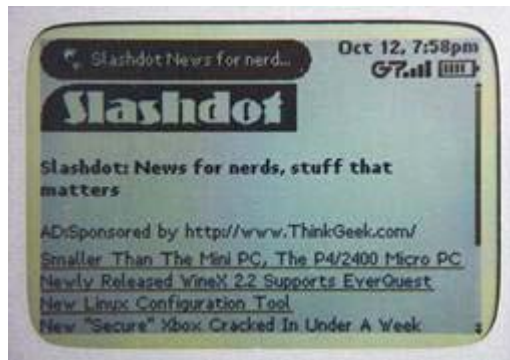 Slashdot News for nerd...
Oct 12, 7:58pm
G
Slashdot
Slashdot: News for nerds, stuff that
matters
AD:Sponsored by http://www.ThinkGeek.com/
Smaller Than The Mini PC, The P4/2400 Micro PC
Newly Released WineX 2.2 Supports EverQuest
New Linux Configuration Tool
New "Secure" Xbox Cracked In Under A Week